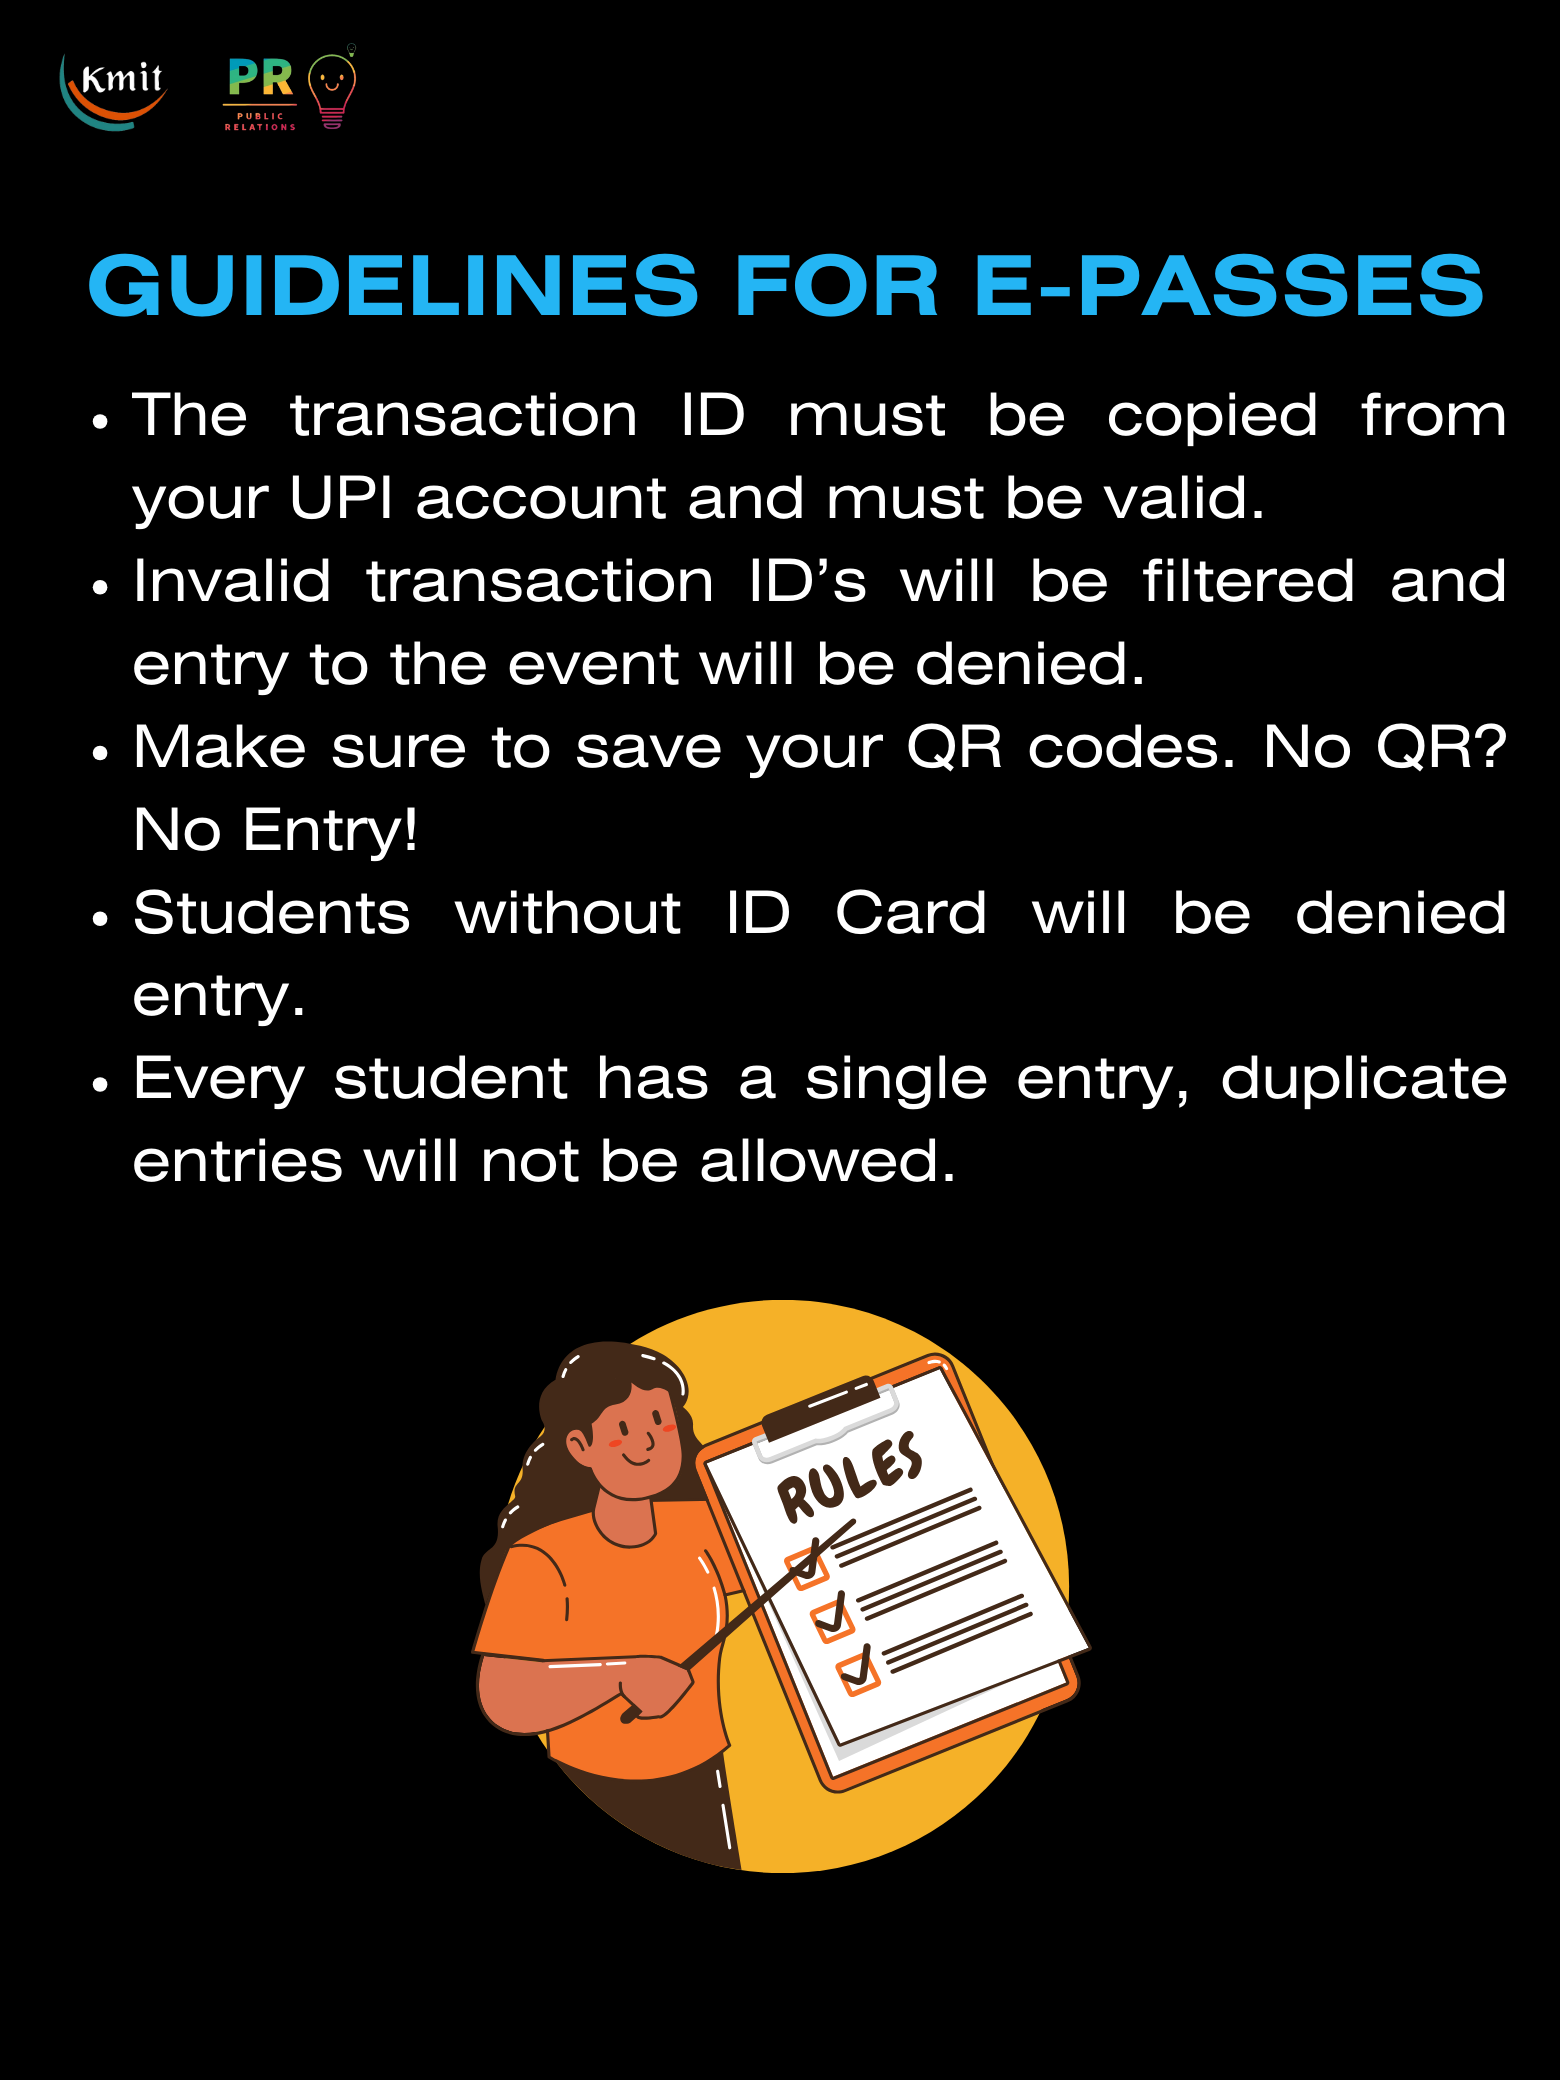 Kmit
PR
PUBLIC
RELATIONS
GUIDELINES FOR E-PASSES
• The transaction ID must be copied from
your UPI account and must be valid.
• Invalid transaction ID’s will be filtered and
entry to the event will be denied.
• Make sure to save your QR codes. No QR?
No Entry!
• Students without ID Card will be denied
entry.
• Every student has a single entry, duplicate
entries will not be allowed.
RULES